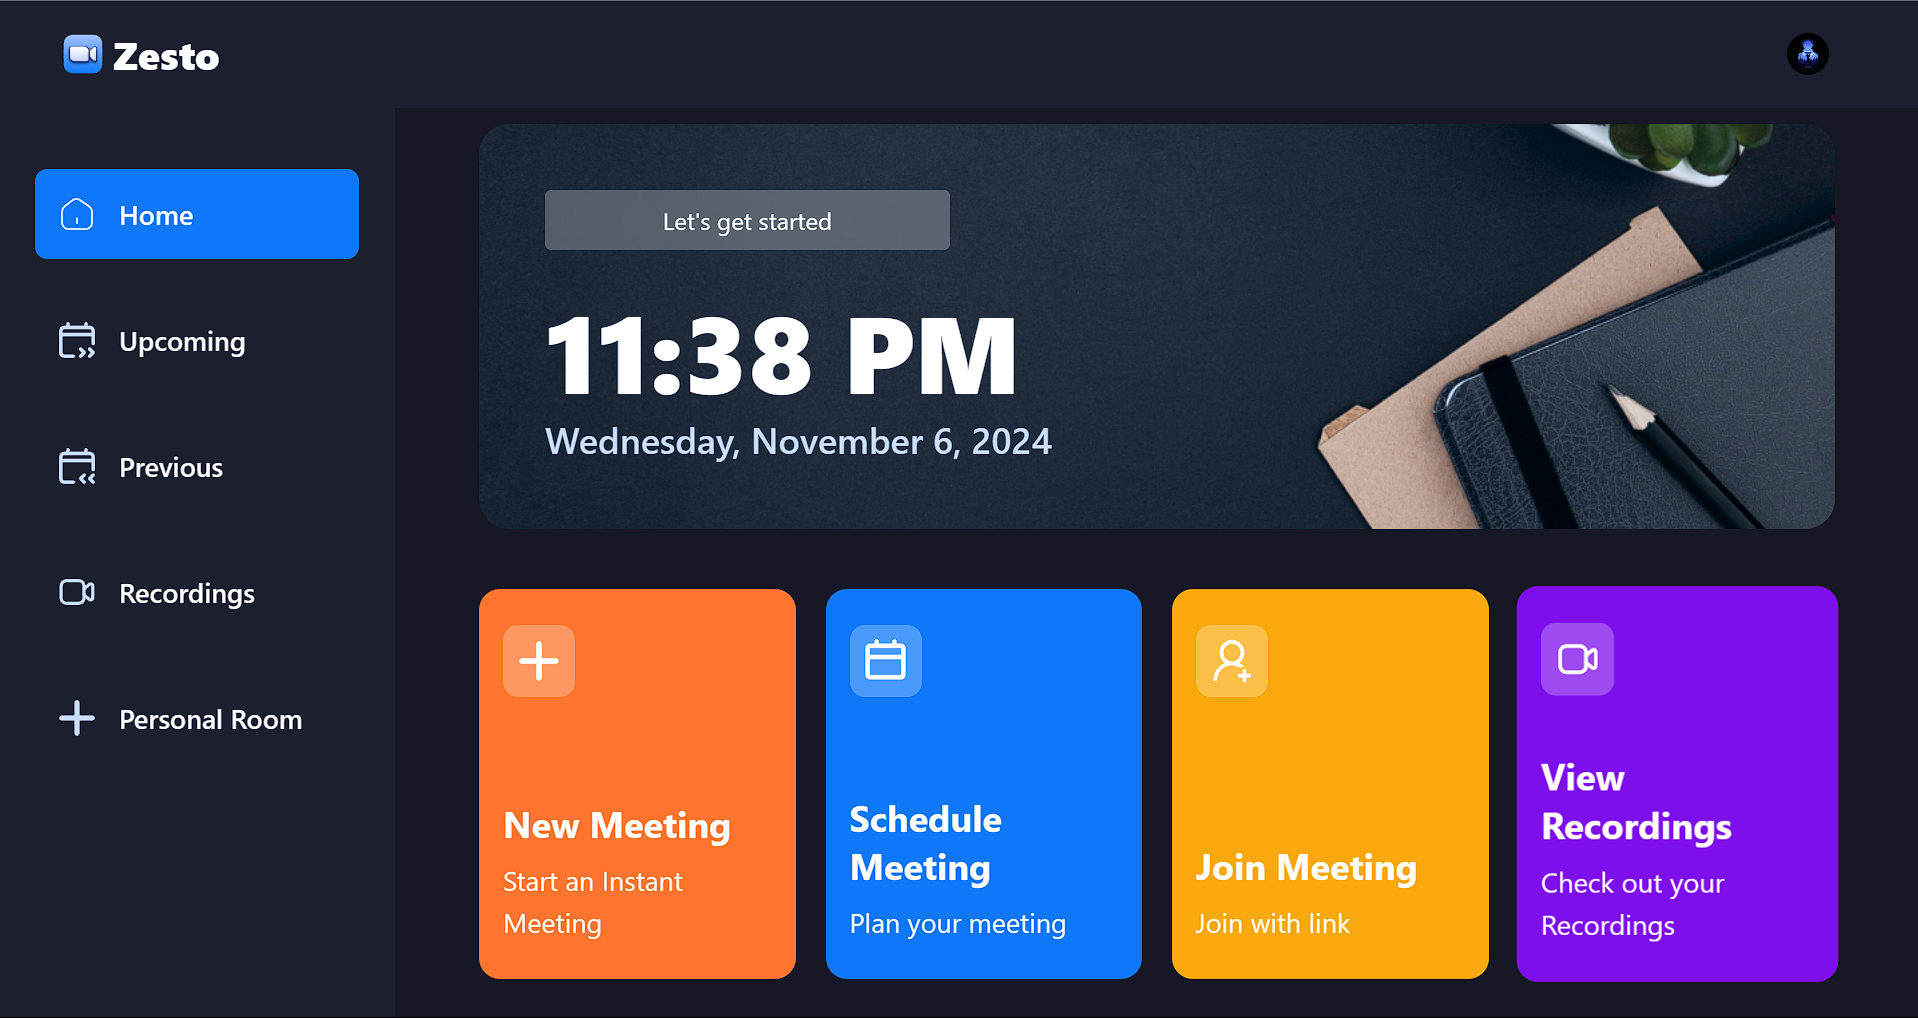 Zesto
Home
Upcoming
Previous
Recordings
Personal Room
Let's get started
11:38 PM
Wednesday, November 6, 2024
New Meeting
Start an Instant
Meeting
Schedule
Meeting
Plan your meeting
Join Meeting
Join with link
View
Recordings
Check out your
Recordings